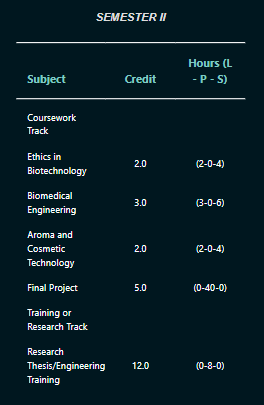 SEMESTER II
Hours (L
Subject Credit - P - S)
Coursework
Track
Ethics in
Biotechnology 2.0 (2-0-4)
Biomedical
Engineering 3.0 (3-0-6)
Aroma and
Cosmetic 2.0 (2-0-4)
Technology
Final Project 5.0 (0-40-0)
Training or
Research Track
Research
Thesis/Engineering 12.0 (0-8-0)
Training